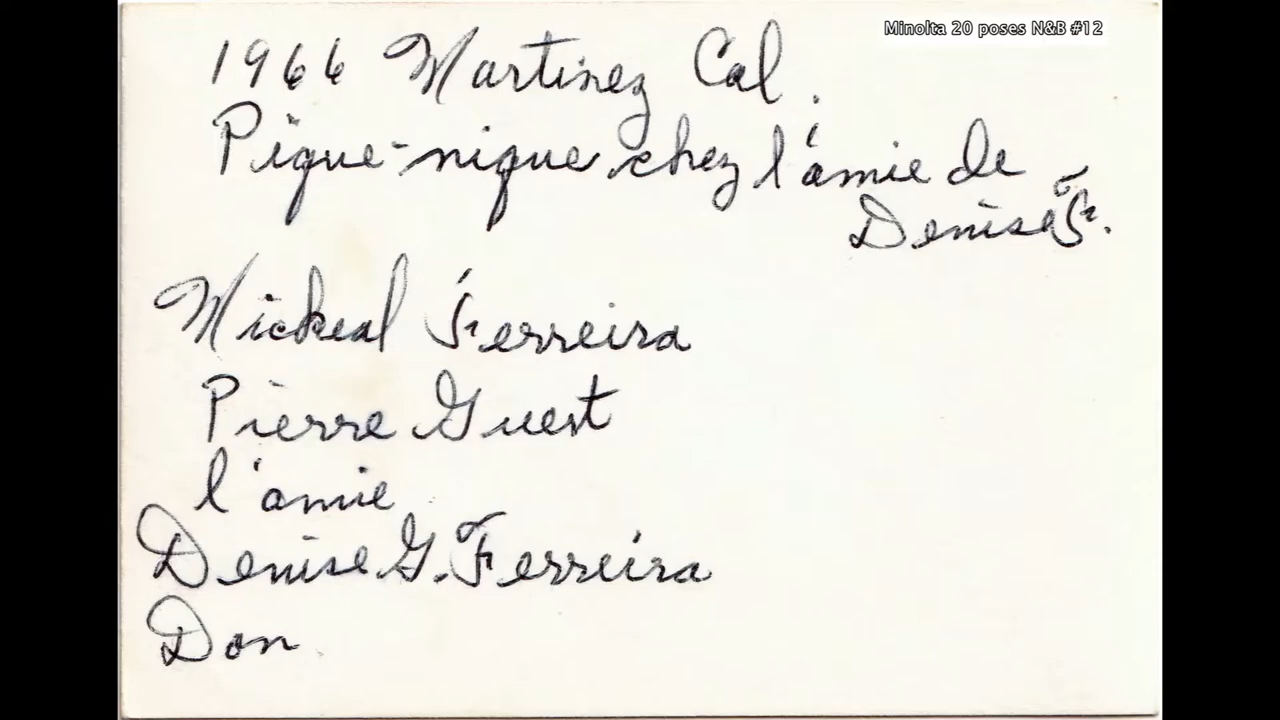 Minolta 20 poses N&B #12
1966 Martinez Cal.
Pique-nique chez l'amie de
Denise F.
Mickeal Ferreira
Pierre Guest
l'amie
Denise G. Ferreira
Don